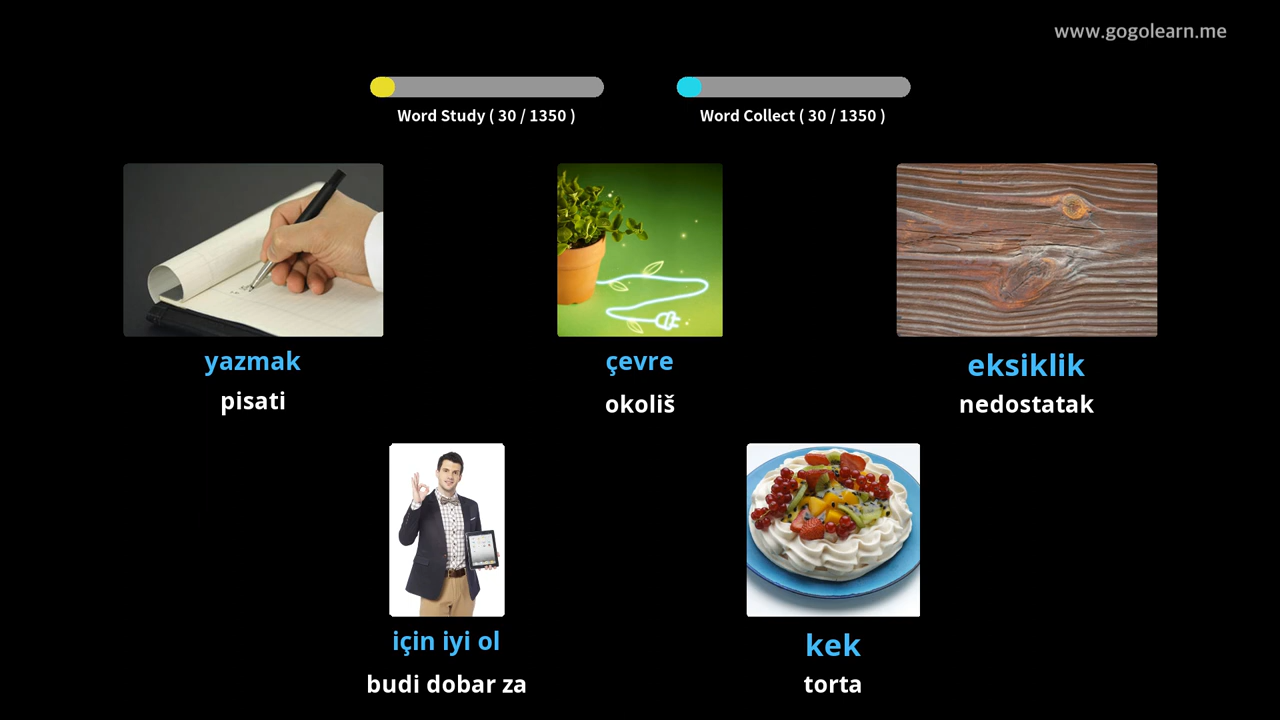 www.gogolearn.me
Word Study ( 30 / 1350 )
Word Collect ( 30 / 1350 )
yazmak
pisati
çevre
okoliš
eksiklik
nedostatak
için iyi ol
budi dobar za
kek
torta